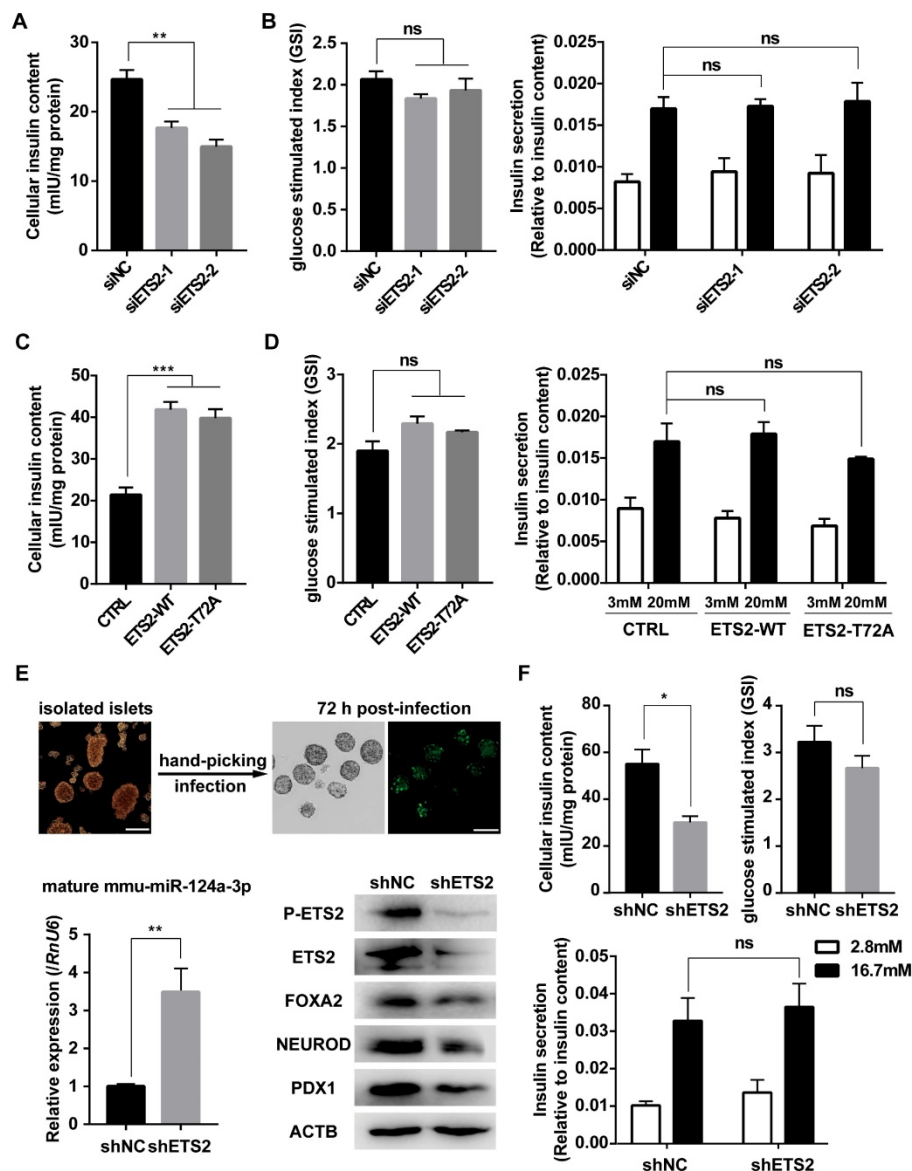 A
Cellular insulin content
(mIU/mg protein)
30
20
10
0
**
siNC
siETS2-1
siETS2-2
B
glucose stimulated index (GSI)
2.5
2.0
1.5
1.0
0.5
0.0
ns
siNC
siETS2-1
siETS2-2
Insulin secretion
(Relative to insulin content)
0.025
0.020
0.015
0.010
0.005
0.000
ns
ns
siNC
siETS2-1
siETS2-2
C
Cellular insulin content
(mIU/mg protein)
60
40
20
0
***
CTRL
ETS2-WT
ETS2-T72A
D
glucose stimulated index (GSI)
3
2
1
0
ns
CTRL
ETS2-WT
ETS2-T72A
Insulin secretion
(Relative to insulin content)
0.025
0.020
0.015
0.010
0.005
0.000
ns
ns
3mM 20mM 3mM 20mM 3mM 20mM
CTRL ETS2-WT ETS2-T72A
E
isolated islets
hand-picking
infection
72 h post-infection
mature mmu-miR-124a-3p
Relative expression (/RnU6)
5
4
3
2
1
0
**
shNC shETS2
shNC shETS2
P-ETS2
ETS2
FOXA2
NEUROD
PDX1
ACTB
F
Cellular insulin content
(mIU/mg protein)
80
60
40
20
0
*
shNC shETS2
glucose stimulated index (GSI)
4
3
2
1
0
ns
shNC shETS2
Insulin secretion
(Relative to insulin content)
0.05
0.04
0.03
0.02
0.01
0.00
ns
2.8mM
16.7mM
shNC shETS2